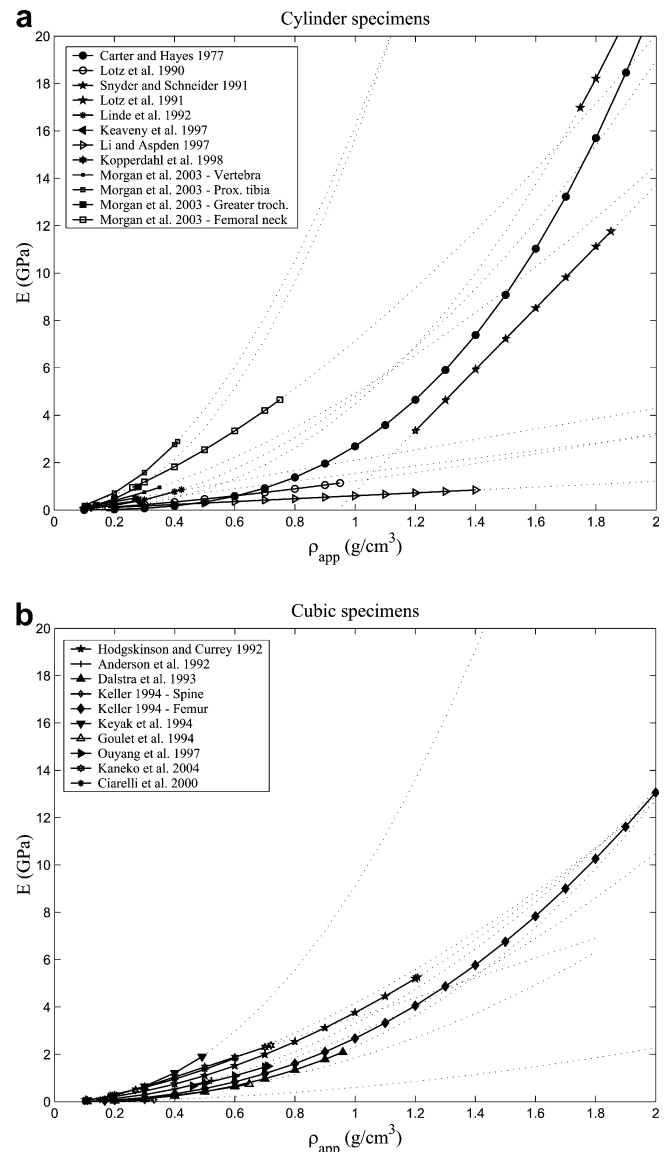 a
Cylinder specimens
20
18
16
14
12
10
8
6
4
2
0
E (GPa)
Carter and Hayes 1977
Lotz et al. 1990
Snyder and Schneider 1991
Lotz et al. 1991
Linde et al. 1992
Keaveny et al. 1997
Li and Aspden 1997
Kopperdahl et al. 1998
Morgan et al. 2003 - Vertebra
Morgan et al. 2003 - Prox. tibia
Morgan et al. 2003 - Greater troch.
Morgan et al. 2003 - Femoral neck
0 0.2 0.4 0.6 0.8 1 1.2 1.4 1.6 1.8 2
ρapp (g/cm³)
b
Cubic specimens
20
18
16
14
12
10
8
6
4
2
0
E (GPa)
Hodgskinson and Currey 1992
Anderson et al. 1992
Dalstra et al. 1993
Keller 1994 - Spine
Keller 1994 - Femur
Keyak et al. 1994
Goulet et al. 1994
Ouyang et al. 1997
Kaneko et al. 2004
Ciarelli et al. 2000
0 0.2 0.4 0.6 0.8 1 1.2 1.4 1.6 1.8 2
ρapp (g/cm³)